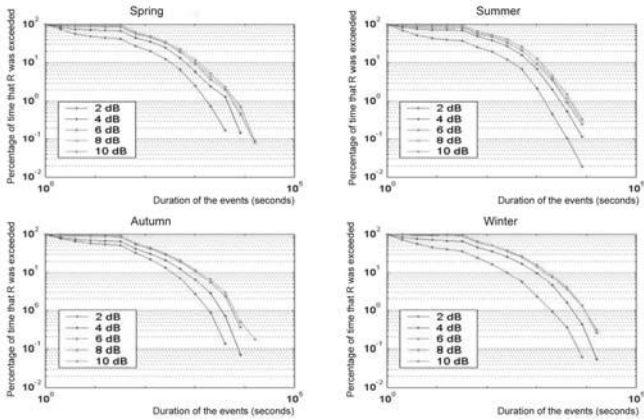 Spring
Percentage of time that R was exceeded
10²
10¹
10⁰
10⁻¹
10⁻²
2 dB
4 dB
6 dB
8 dB
10 dB
10⁰
10⁵
Duration of the events (seconds)
Summer
Percentage of time that R was exceeded
10²
10¹
10⁰
10⁻¹
10⁻²
2 dB
4 dB
6 dB
8 dB
10 dB
10⁰
10⁵
Duration of the events (seconds)
Autumn
Percentage of time that R was exceeded
10²
10¹
10⁰
10⁻¹
10⁻²
2 dB
4 dB
6 dB
8 dB
10 dB
10⁰
10⁵
Duration of the events (seconds)
Winter
Percentage of time that R was exceeded
10²
10¹
10⁰
10⁻¹
10⁻²
2 dB
4 dB
6 dB
8 dB
10 dB
10⁰
10⁵
Duration of the events (seconds)